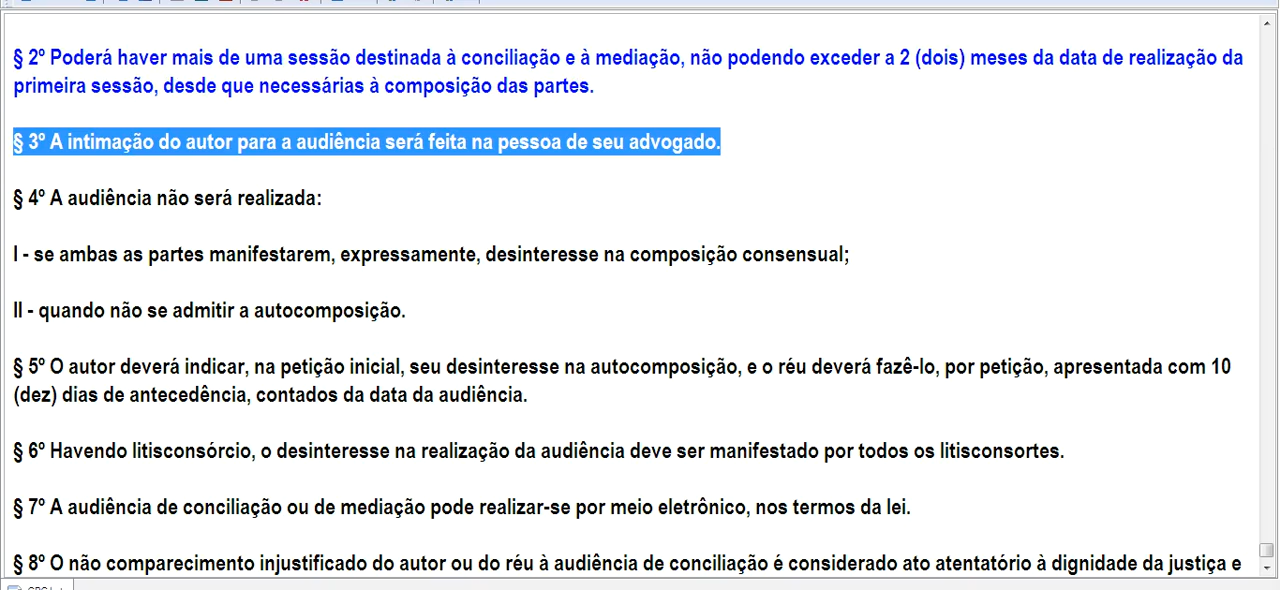 § 2º Poderá haver mais de uma sessão destinada à conciliação e à mediação, não podendo exceder a 2 (dois) meses da data de realização da
primeira sessão, desde que necessárias à composição das partes.
§ 3º A intimação do autor para a audiência será feita na pessoa de seu advogado.
§ 4º A audiência não será realizada:
I - se ambas as partes manifestarem, expressamente, desinteresse na composição consensual;
II - quando não se admitir a autocomposição.
§ 5º O autor deverá indicar, na petição inicial, seu desinteresse na autocomposição, e o réu deverá fazê-lo, por petição, apresentada com 10
(dez) dias de antecedência, contados da data da audiência.
§ 6º Havendo litisconsórcio, o desinteresse na realização da audiência deve ser manifestado por todos os litisconsortes.
§ 7º A audiência de conciliação ou de mediação pode realizar-se por meio eletrônico, nos termos da lei.
§ 8º O não comparecimento injustificado do autor ou do réu à audiência de conciliação é considerado ato atentatório à dignidade da justiça e